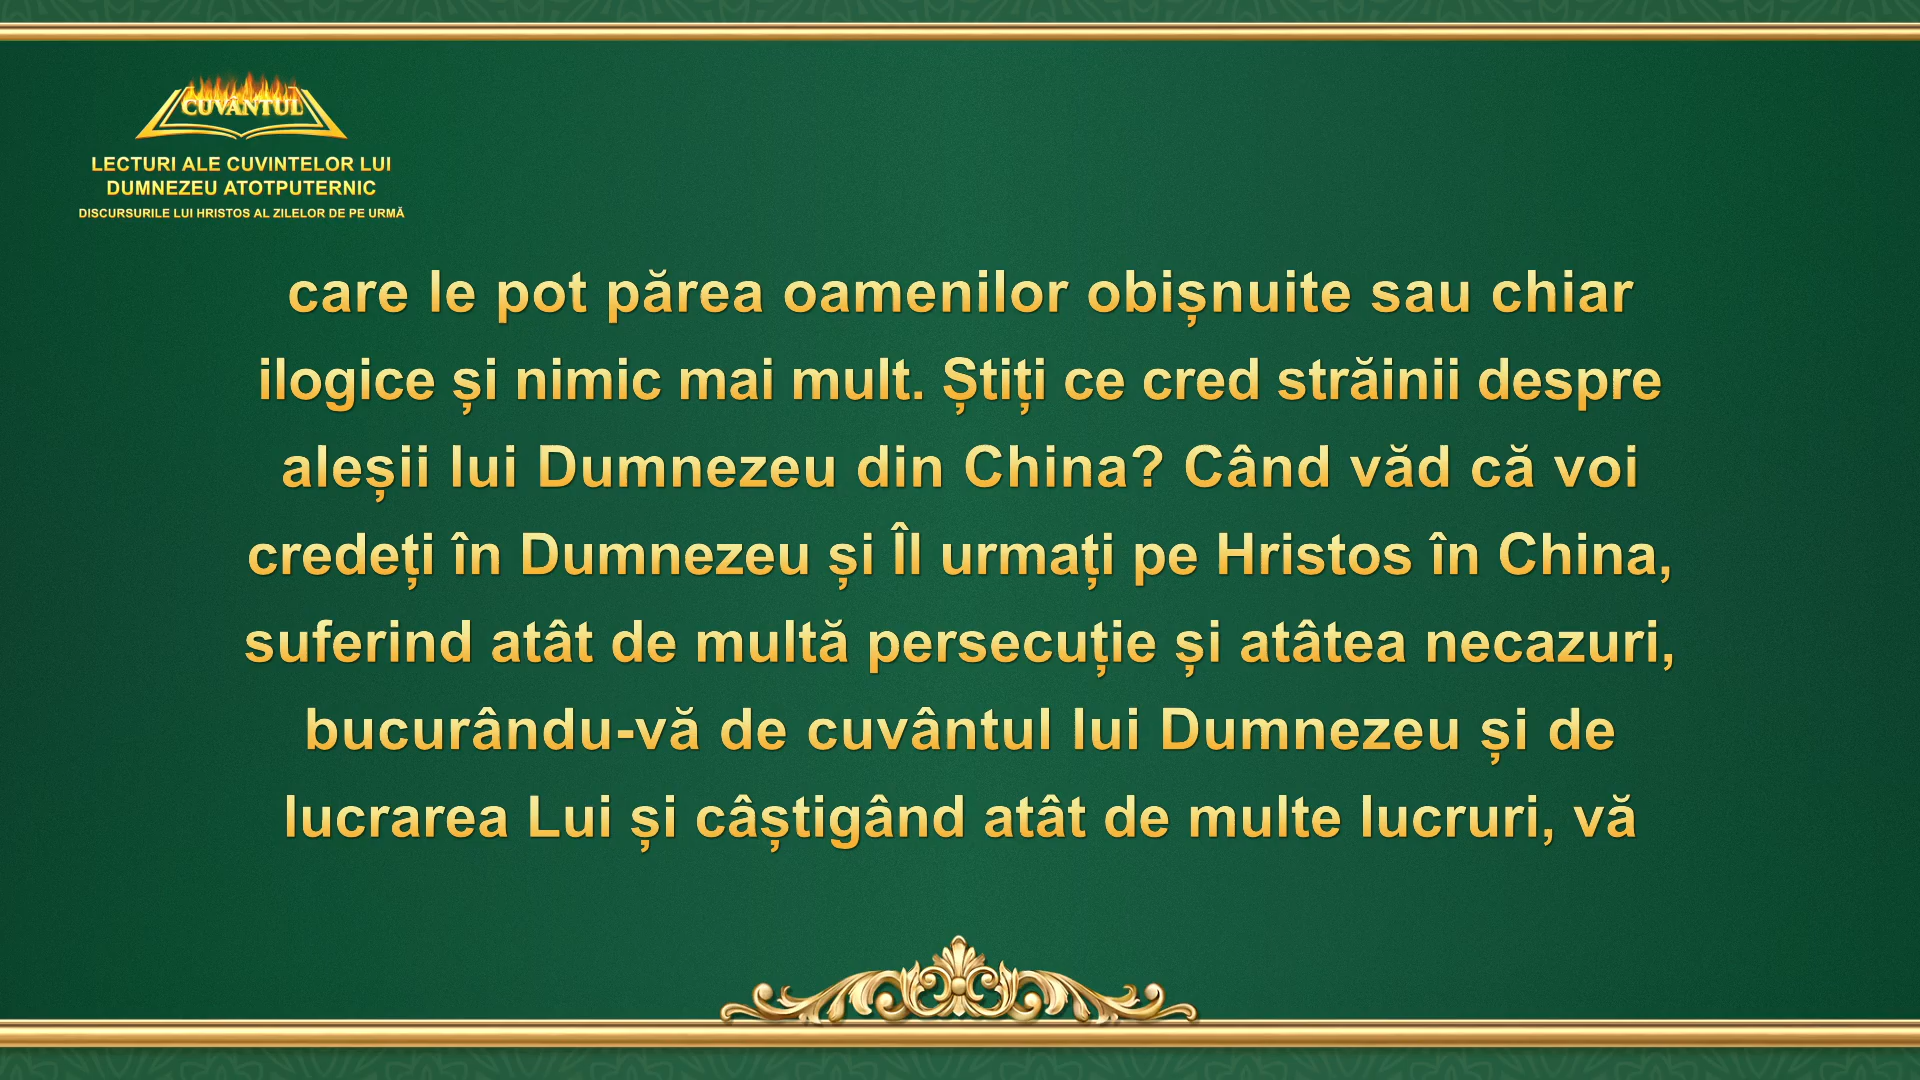 CUVÂNTUL
LECTURI ALE CUVINTELOR LUI
DUMNEZEU ATOTPUTERNIC
DISCURSURILE LUI HRISTOS AL ZILELOR DE PE URMĂ
care le pot părea oamenilor obișnuite sau chiar
ilogice și nimic mai mult. Știți ce cred străinii despre
aleșii lui Dumnezeu din China? Când văd că voi
credeți în Dumnezeu și Îl urmați pe Hristos în China,
suferind atât de multă persecuție și atâtea necazuri,
bucurându-vă de cuvântul lui Dumnezeu și de
lucrarea Lui și câștigând atât de multe lucruri, vă